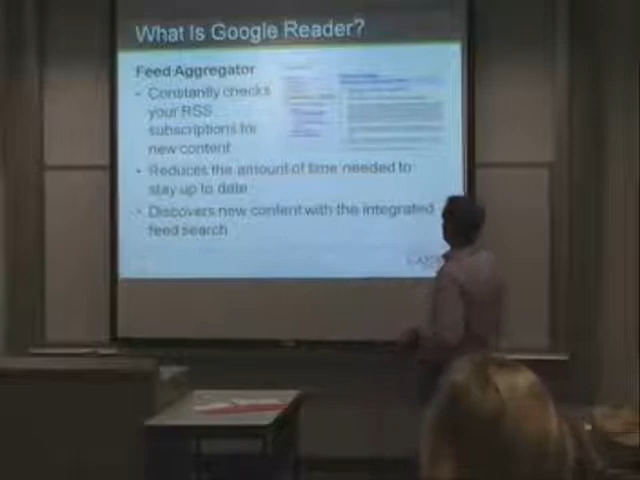 What Is Google Reader?
Feed Aggregator
• Constantly checks
your RSS
subscriptions for
new content
• Reduces the amount of time needed to
stay up to date
• Discovers new content with the integrated
feed search